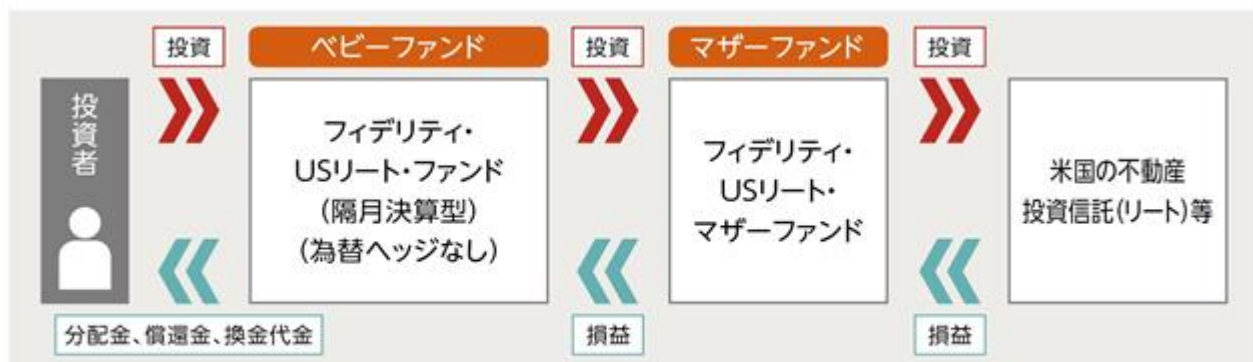 投資
ベビーファンド
投資
マザーファンド
投資
投資者
フィデリティ・
USリート・ファンド
(隔月決算型)
(為替ヘッジなし)
フィデリティ・
USリート・
マザーファンド
米国の不動産
投資信託(リート)等
分配金、償還金、換金代金
損益
損益